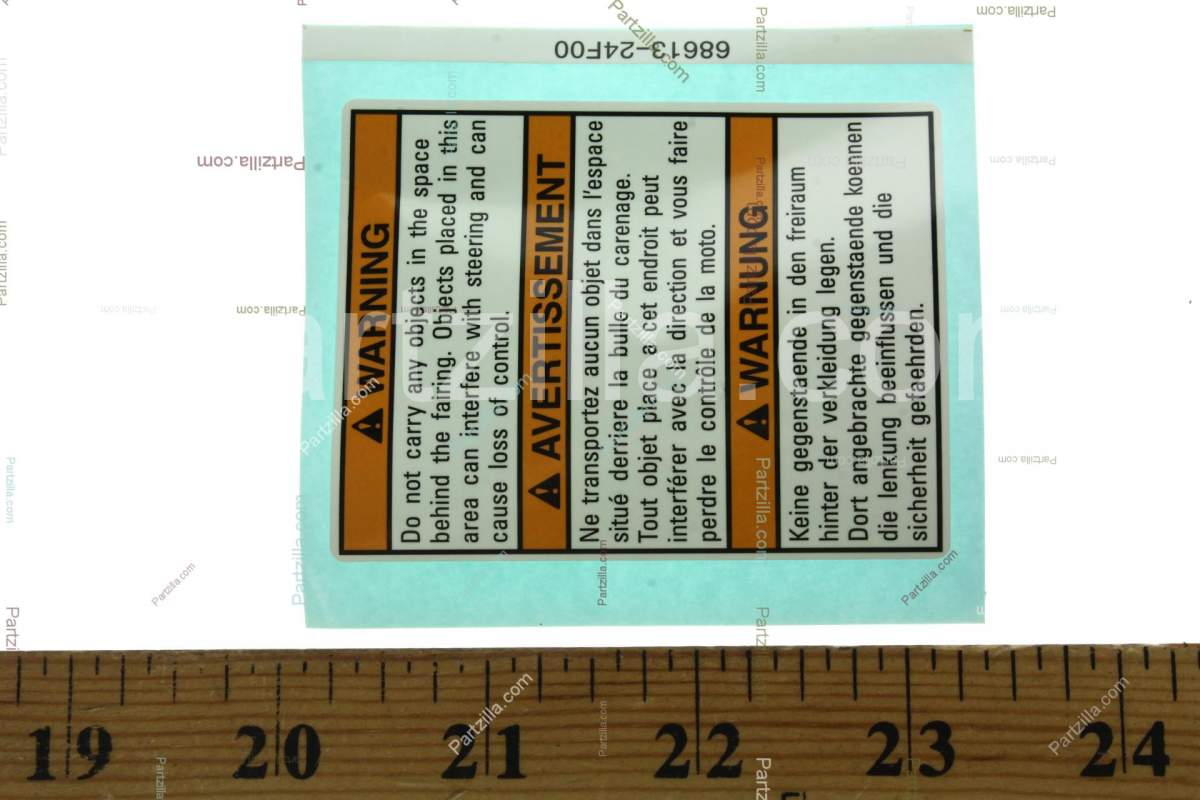 68613-24F00
WARNING
Do not carry any objects in the space
behind the fairing. Objects placed in this
area can interfere with steering and can
cause loss of control.
AVERTISSEMENT
Ne transportez aucun objet dans l'espace
situé derriere la bulle du carenage.
Tout objet place a cet endroit peut
interférer avec la direction et vous faire
perdre le contrôle de la moto.
WARNUNG
Keine gegenstaende in den freiraum
hinter der verkleidung legen.
Dort angebrachte gegenstaende koennen
die lenkung beeinflussen und die
sicherheit gefaehrden.
19 20 21 22 23 24
Partzilla.com